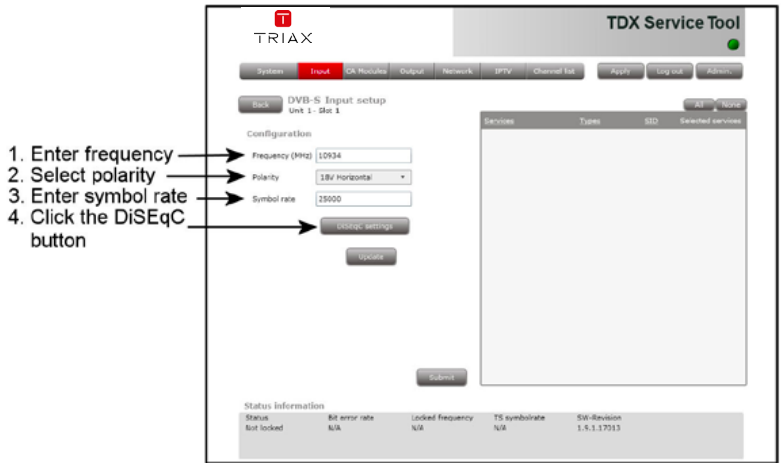 TRIAX
TDX Service Tool
System Input CA Modules Output Network IPTV Channel list Apply Log out Admin.
Back DVB-S Input setup
Unit 1 - Slot 1
All None
Services Types SID Selected services
Configuration
1. Enter frequency
Frequency (MHz) 10934
2. Select polarity
Polarity 18V Horizontal
3. Enter symbol rate
Symbol rate 25000
4. Click the DiSEqC
button
DiSEqC settings
Update
Submit
Status information
Status Bit error rate Locked frequency TS symbolrate SW-Revision
Not locked N/A N/A N/A 1.9.1.17013